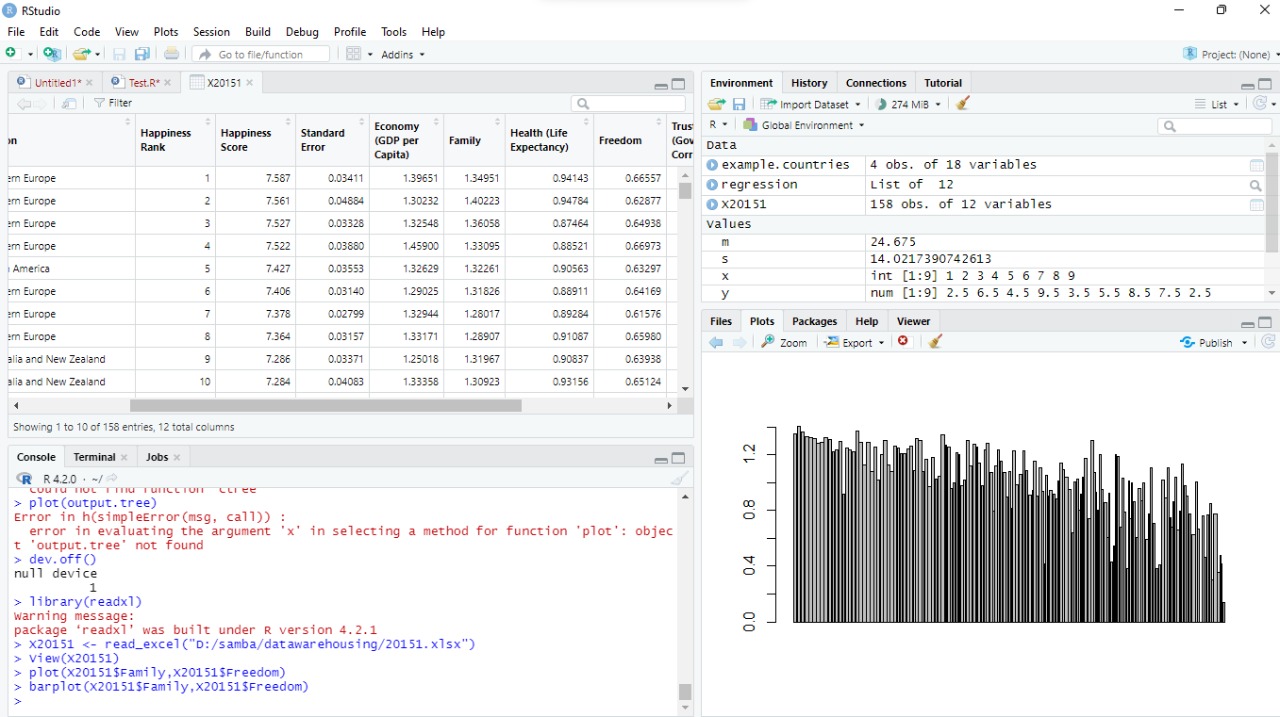 RStudio
File Edit Code View Plots Session Build Debug Profile Tools Help
Go to file/function Addins Project: (None)
Untitled1* Test.R* X20151
Filter
on Happiness Rank Happiness Score Standard Error Economy (GDP per Capita) Family Health (Life Expectancy) Freedom Trus (Gov Corr
ern Europe 1 7.587 0.03411 1.39651 1.34951 0.94143 0.66557
ern Europe 2 7.561 0.04884 1.30232 1.40223 0.94784 0.62877
ern Europe 3 7.527 0.03328 1.32548 1.36058 0.87464 0.64938
ern Europe 4 7.522 0.03880 1.45900 1.33095 0.88521 0.66973
America 5 7.427 0.03553 1.32629 1.32261 0.90563 0.63297
ern Europe 6 7.406 0.03140 1.29025 1.31826 0.88911 0.64169
ern Europe 7 7.378 0.02799 1.32944 1.28017 0.89284 0.61576
ern Europe 8 7.364 0.03157 1.33171 1.28907 0.91087 0.65980
alia and New Zealand 9 7.286 0.03371 1.25018 1.31967 0.90837 0.63938
alia and New Zealand 10 7.284 0.04083 1.33358 1.30923 0.93156 0.65124
Showing 1 to 10 of 158 entries, 12 total columns
Console Terminal Jobs
R 4.2.0 · ~/
could not find function "ctree"
> plot(output.tree)
Error in h(simpleError(msg, call)) :
error in evaluating the argument 'x' in selecting a method for function 'plot': objec
t 'output.tree' not found
> dev.off()
null device
1
> library(readxl)
Warning message:
package ‘readxl’ was built under R version 4.2.1
> X20151 <- read_excel("D:/samba/datawarehousing/20151.xlsx")
> View(X20151)
> plot(X20151$Family,X20151$Freedom)
> barplot(X20151$Family,X20151$Freedom)
>
Environment History Connections Tutorial
Import Dataset 274 MiB List
R Global Environment
Data
example.countries 4 obs. of 18 variables
regression List of 12
X20151 158 obs. of 12 variables
Values
m 24.675
s 14.0217390742613
x int [1:9] 1 2 3 4 5 6 7 8 9
y num [1:9] 2.5 6.5 4.5 9.5 3.5 5.5 8.5 7.5 2.5
Files Plots Packages Help Viewer
Zoom Export Publish
1.2
0.8
0.4
0.0